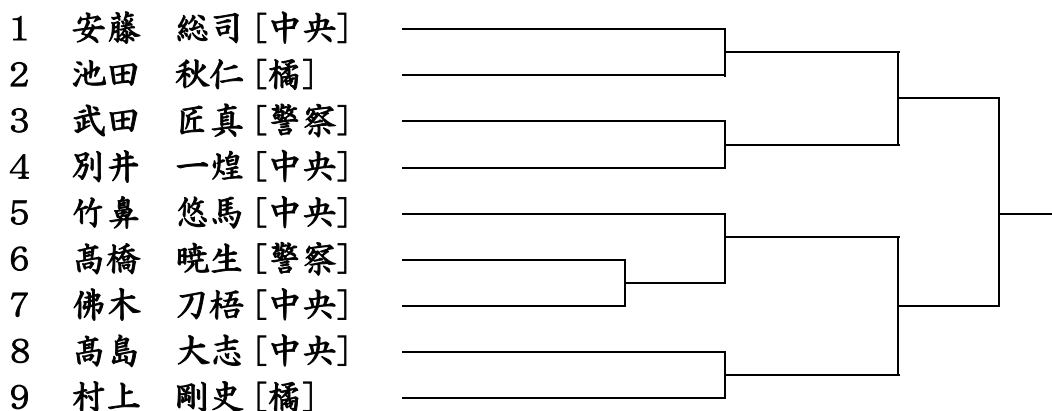 1 安藤 総司 [中央]
2 池田 秋仁 [橘]
3 武田 匠真 [警察]
4 別井 一煌 [中央]
5 竹鼻 悠馬 [中央]
6 髙橋 暁生 [警察]
7 佛木 刀梧 [中央]
8 髙島 大志 [中央]
9 村上 剛史 [橘]